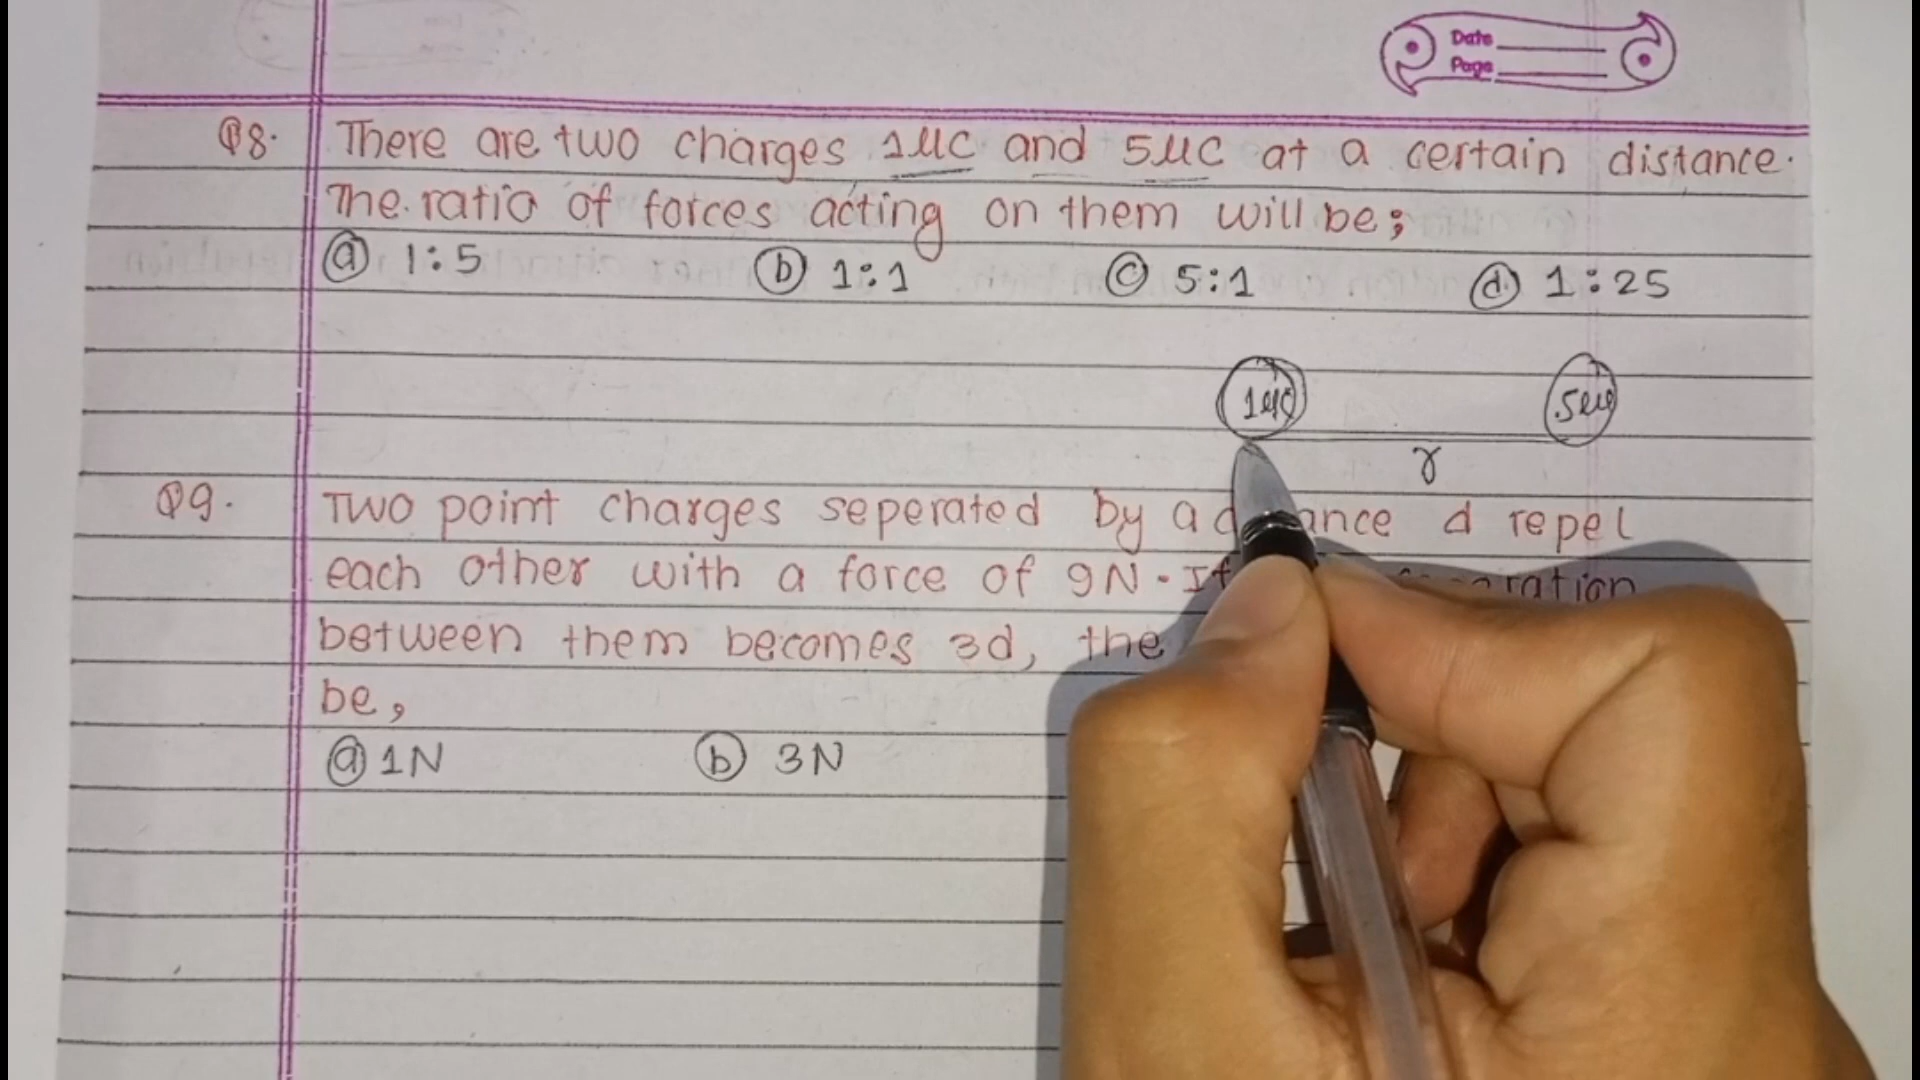 Date
Page
Q8. There are two charges 1μC and 5μC at a certain distance.
The ratio of forces acting on them will be;
(a) 1:5 (b) 1:1 (c) 5:1 (d) 1:25
1μC 5μC
r
Q9. Two point charges seperated by a d ance d repel
each other with a force of 9N. If ration
between them becomes 3d, the
be,
(a) 1N (b) 3N